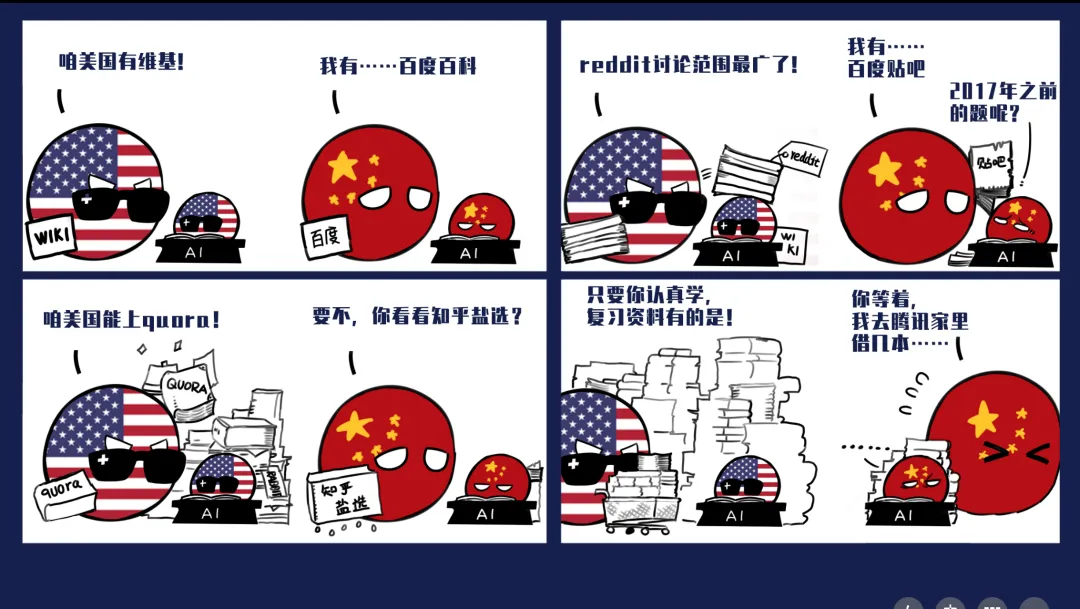 咱美国有维基!
我有……百度百科
WIKI
AI
百度
AI
reddit讨论范围最广了!
我有……
百度贴吧
2017年之前
的题呢?
reddit
贴吧
WI
KI
AI
AI
咱美国能上quora!
要不，你看看知乎盐选?
QUORA
quora
AI
知乎
盐选
AI
只要你认真学，
复习资料有的是!
你等着，
我去腾讯家里
借几本……
AI
AI